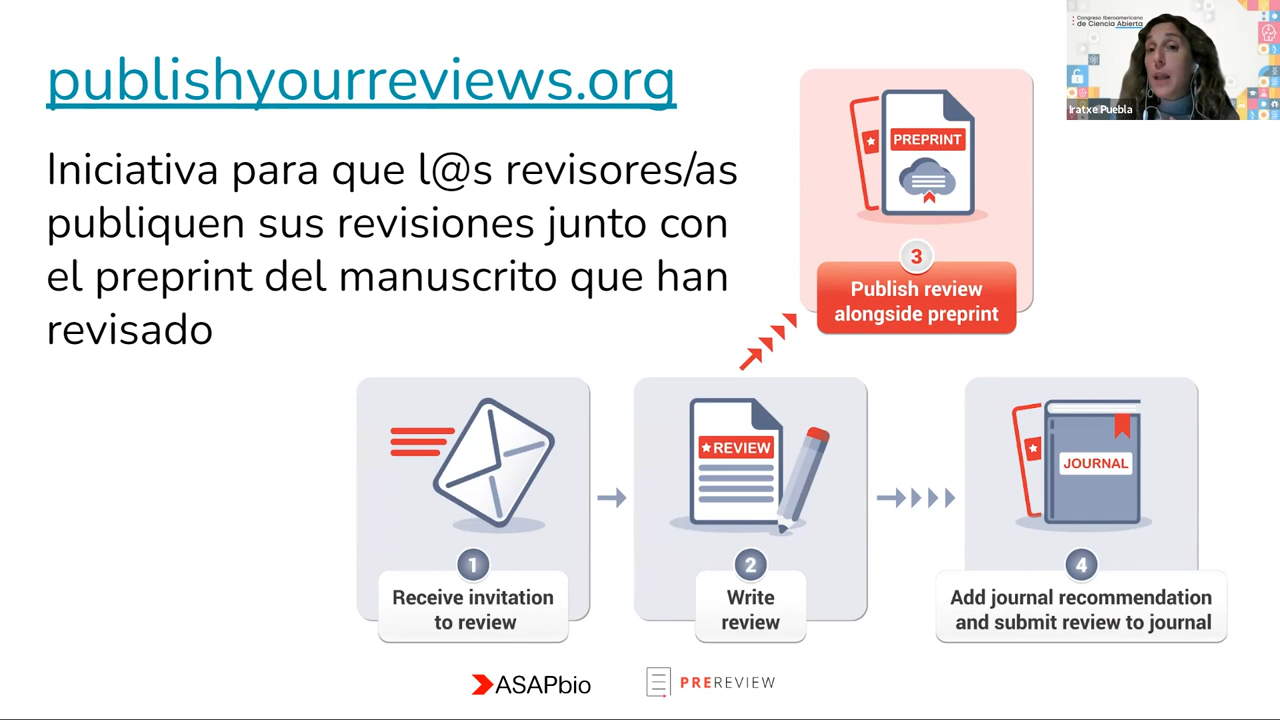 publishyourreviews.org
Iniciativa para que l@s revisores/as
publiquen sus revisiones junto con
el preprint del manuscrito que han
revisado
Congreso Iberoamericano
de Ciencia Abierta
Iratxe Puebla
PREPRINT
3
Publish review
alongside preprint
1
Receive invitation
to review
REVIEW
2
Write
review
JOURNAL
4
Add journal recommendation
and submit review to journal
ASAPbio
PREREVIEW